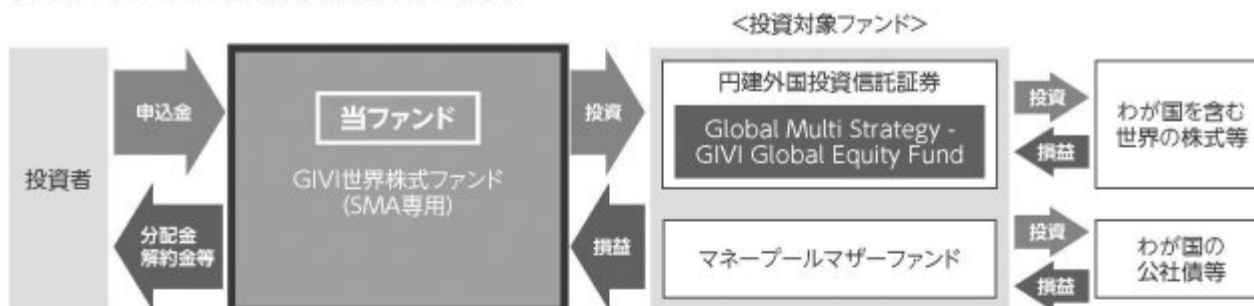 <投資対象ファンド>
投資者
申込金
分配金
解約金等
当ファンド
GIVI世界株式ファンド
(SMA専用)
投資
損益
円建外国投資信託証券
Global Multi Strategy -
GIVI Global Equity Fund
マネープールマザーファンド
投資
損益
わが国を含む
世界の株式等
投資
損益
わが国の
公社債等